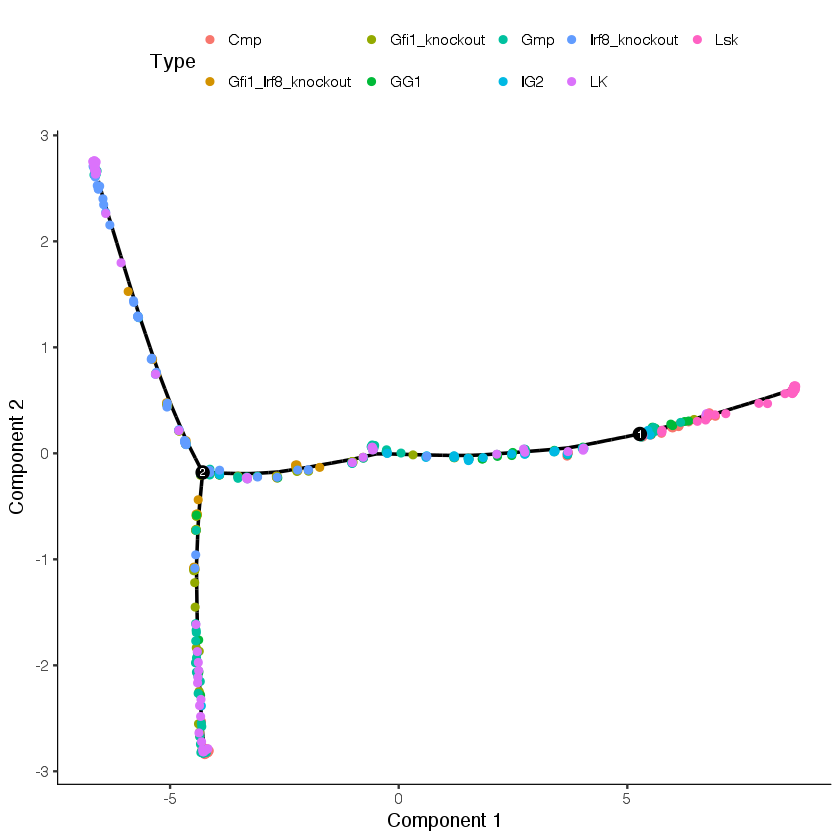 Cmp Gfi1_knockout Gmp Irf8_knockout Lsk
Type
Gfi1_Irf8_knockout GG1 IG2 LK
3
2
1
0
-1
-2
-3
1
2
Component 2
-5 0 5
Component 1